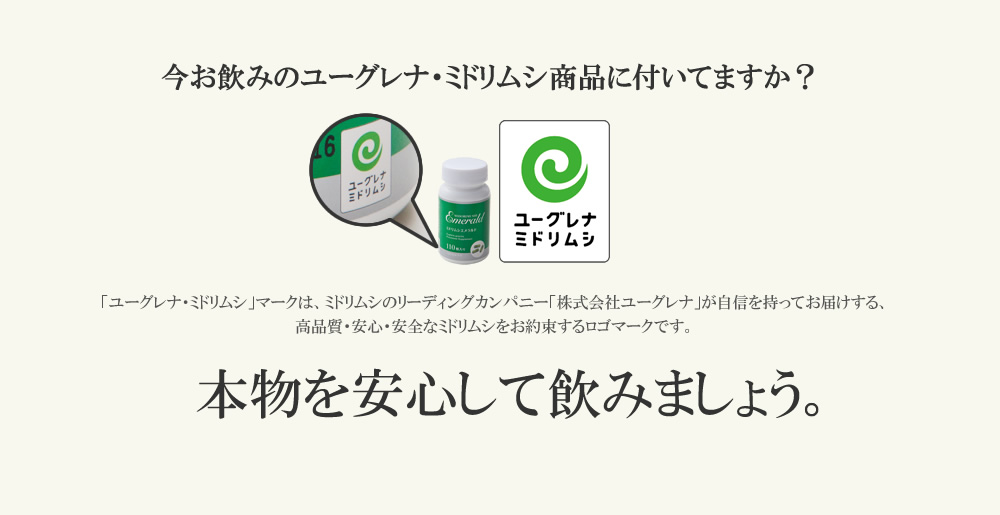 今お飲みのユーグレナ・ミドリムシ商品に付いてますか？
16
ユーグレナ
ミドリムシ
Emerald
ユーグレナ
ミドリムシ
「ユーグレナ・ミドリムシ」マークは、ミドリムシのリーディングカンパニー「株式会社ユーグレナ」が自信を持ってお届けする、
高品質・安心・安全なミドリムシをお約束するロゴマークです。
本物を安心して飲みましょう。